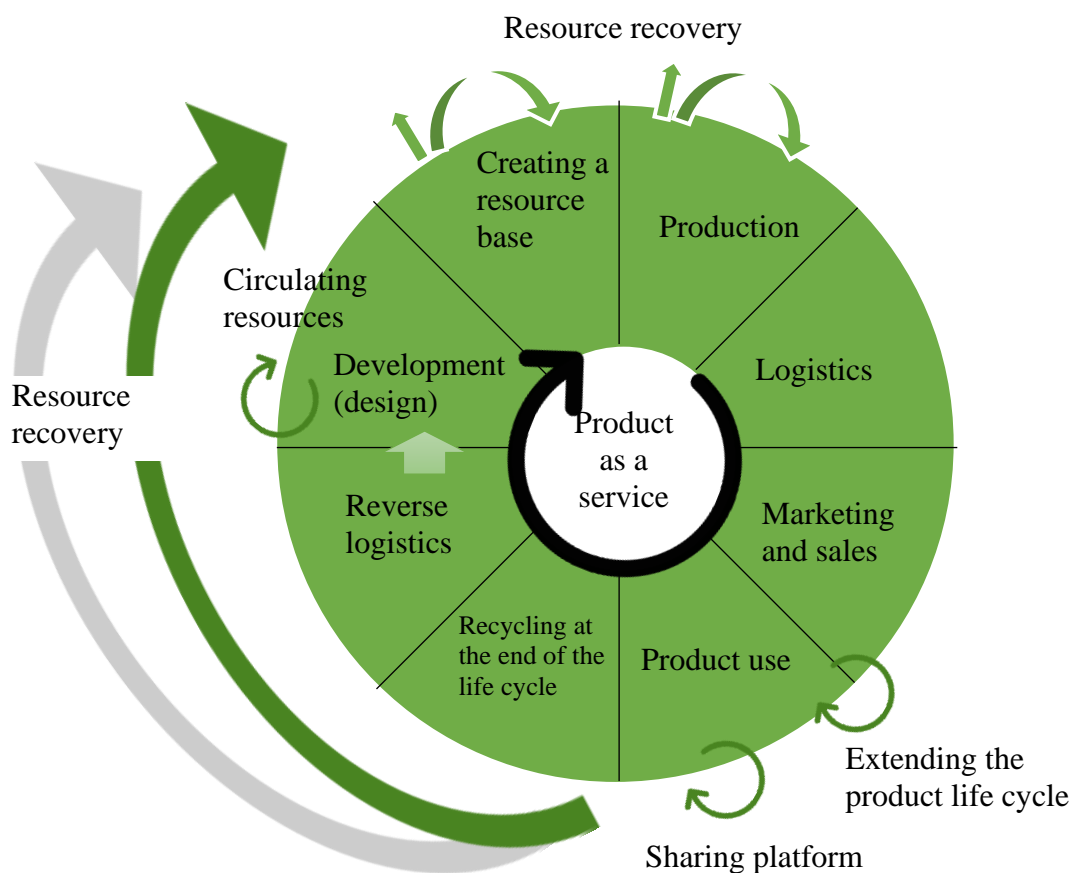 Resource recovery
Creating a
resource
base
Production
Circulating
resources
Development
(design)
Logistics
Resource
recovery
Product
as a
service
Reverse
logistics
Marketing
and sales
Recycling at
the end of the
life cycle
Product use
Extending the
product life cycle
Sharing platform